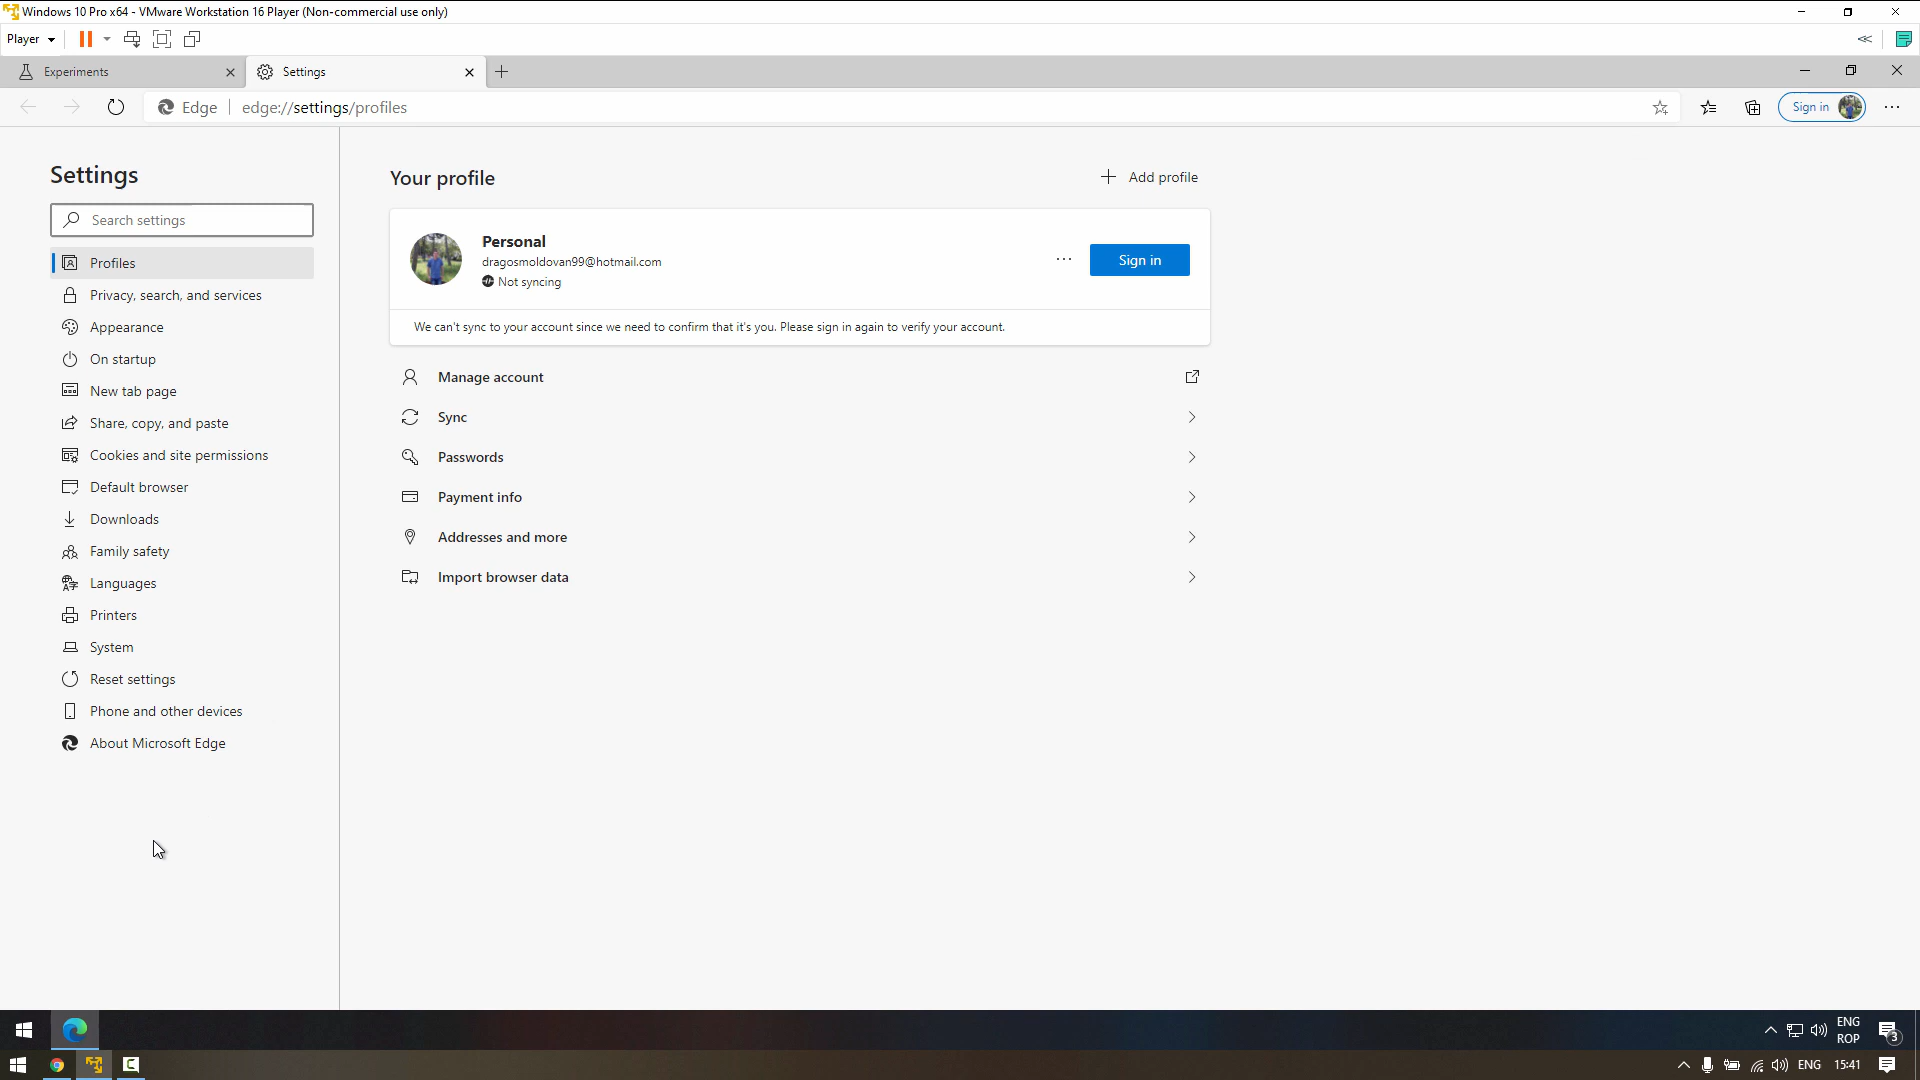 Windows 10 Pro x64 - VMware Workstation 16 Player (Non-commercial use only)
Player
Experiments
Settings
Edge
edge://settings/profiles
Sign in
Settings
Search settings
Profiles
Privacy, search, and services
Appearance
On startup
New tab page
Share, copy, and paste
Cookies and site permissions
Default browser
Downloads
Family safety
Languages
Printers
System
Reset settings
Phone and other devices
About Microsoft Edge
Your profile
Add profile
Personal
dragosmoldovan99@hotmail.com
Not syncing
Sign in
We can't sync to your account since we need to confirm that it's you. Please sign in again to verify your account.
Manage account
Sync
Passwords
Payment info
Addresses and more
Import browser data
ENG
ROP
3
ENG
15:41